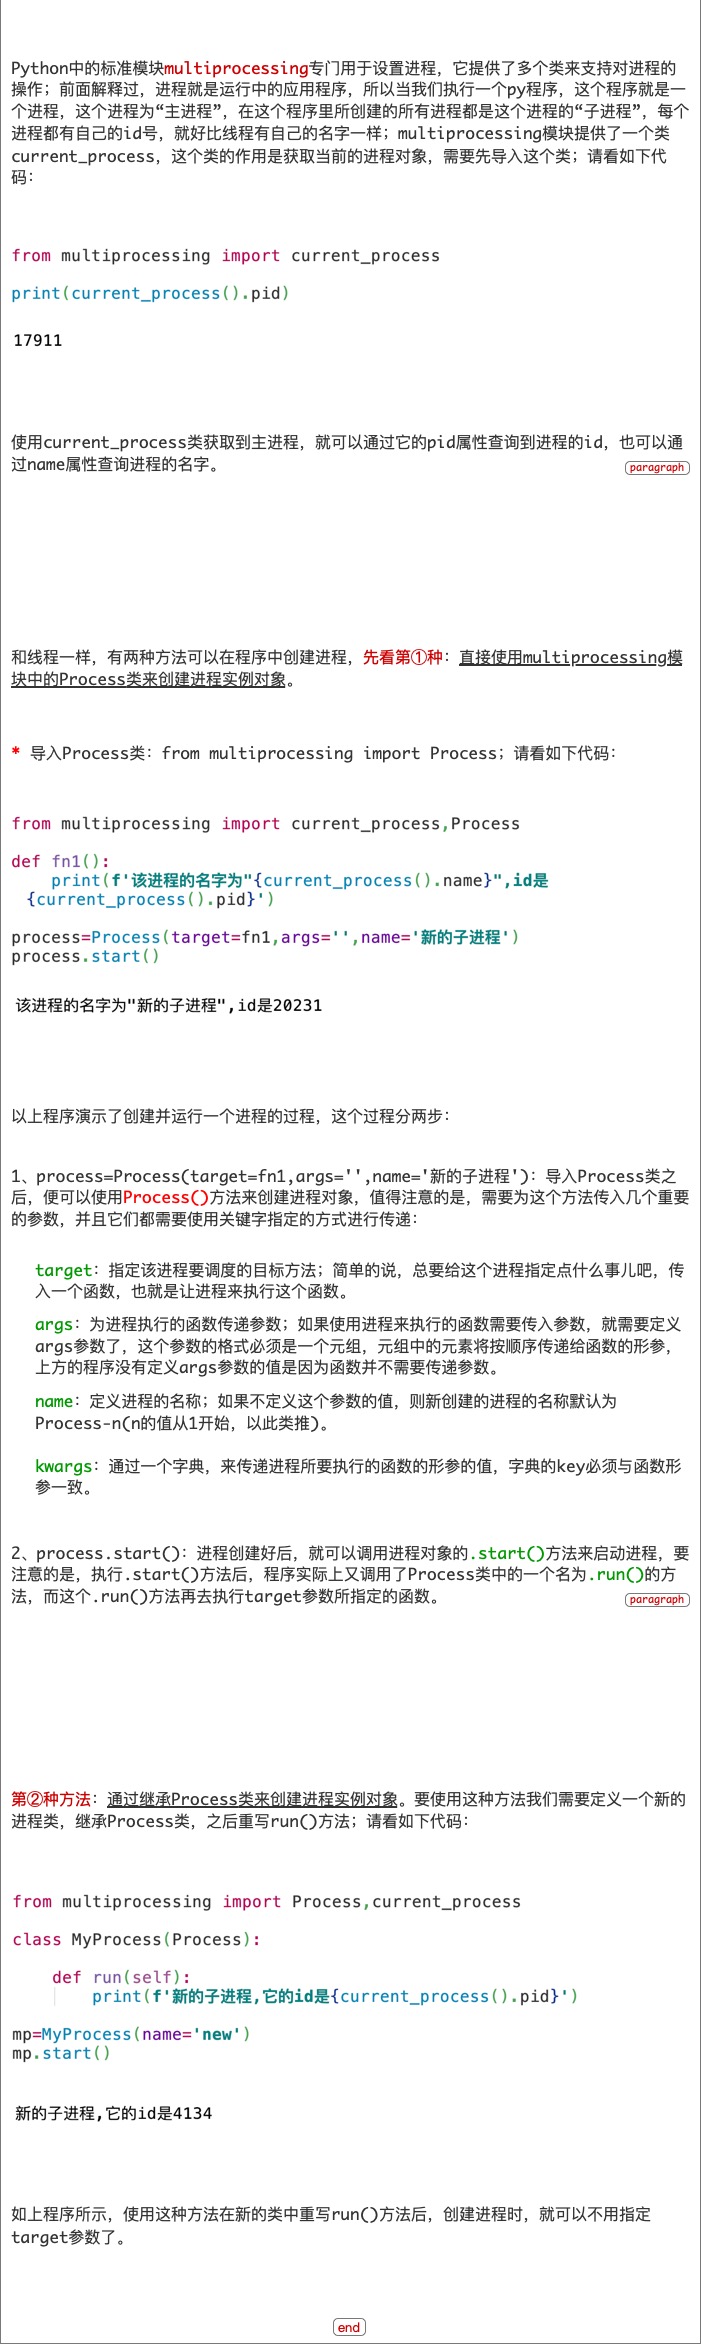 Python中的标准模块multiprocessing专门用于设置进程，它提供了多个类来支持对进程的
操作；前面解释过，进程就是运行中的应用程序，所以当我们执行一个py程序，这个程序就是一
个进程，这个进程为“主进程”，在这个程序里所创建的所有进程都是这个进程的“子进程”，每个
进程都有自己的id号，就好比线程有自己的名字一样；multiprocessing模块提供了一个类
current_process，这个类的作用是获取当前的进程对象，需要先导入这个类；请看如下代
码：
from multiprocessing import current_process
print(current_process().pid)
17911
使用current_process类获取到主进程，就可以通过它的pid属性查询到进程的id，也可以通
过name属性查询进程的名字。
paragraph
和线程一样，有两种方法可以在程序中创建进程，先看第①种：直接使用multiprocessing模
块中的Process类来创建进程实例对象。
* 导入Process类：from multiprocessing import Process；请看如下代码：
from multiprocessing import current_process,Process
def fn1():
print(f'该进程的名字为"{current_process().name}",id是
{current_process().pid}')
process=Process(target=fn1,args='',name='新的子进程')
process.start()
该进程的名字为"新的子进程",id是20231
以上程序演示了创建并运行一个进程的过程，这个过程分两步：
1、process=Process(target=fn1,args='',name='新的子进程')：导入Process类之
后，便可以使用Process()方法来创建进程对象，值得注意的是，需要为这个方法传入几个重要
的参数，并且它们都需要使用关键字指定的方式进行传递：
target：指定该进程要调度的目标方法；简单的说，总要给这个进程指定点什么事儿吧，传
入一个函数，也就是让进程来执行这个函数。
args：为进程执行的函数传递参数；如果使用进程来执行的函数需要传入参数，就需要定义
args参数了，这个参数的格式必须是一个元组，元组中的元素将按顺序传递给函数的形参，
上方的程序没有定义args参数的值是因为函数并不需要传递参数。
name：定义进程的名称；如果不定义这个参数的值，则新创建的进程的名称默认为
Process-n(n的值从1开始，以此类推)。
kwargs：通过一个字典，来传递进程所要执行的函数的形参的值，字典的key必须与函数形
参一致。
2、process.start()：进程创建好后，就可以调用进程对象的.start()方法来启动进程，要
注意的是，执行.start()方法后，程序实际上又调用了Process类中的一个名为.run()的方
法，而这个.run()方法再去执行target参数所指定的函数。
paragraph
第②种方法：通过继承Process类来创建进程实例对象。要使用这种方法我们需要定义一个新的
进程类，继承Process类，之后重写run()方法；请看如下代码：
from multiprocessing import Process,current_process
class MyProcess(Process):
def run(self):
print(f'新的子进程,它的id是{current_process().pid}')
mp=MyProcess(name='new')
mp.start()
新的子进程,它的id是4134
如上程序所示，使用这种方法在新的类中重写run()方法后，创建进程时，就可以不用指定
target参数了。
end